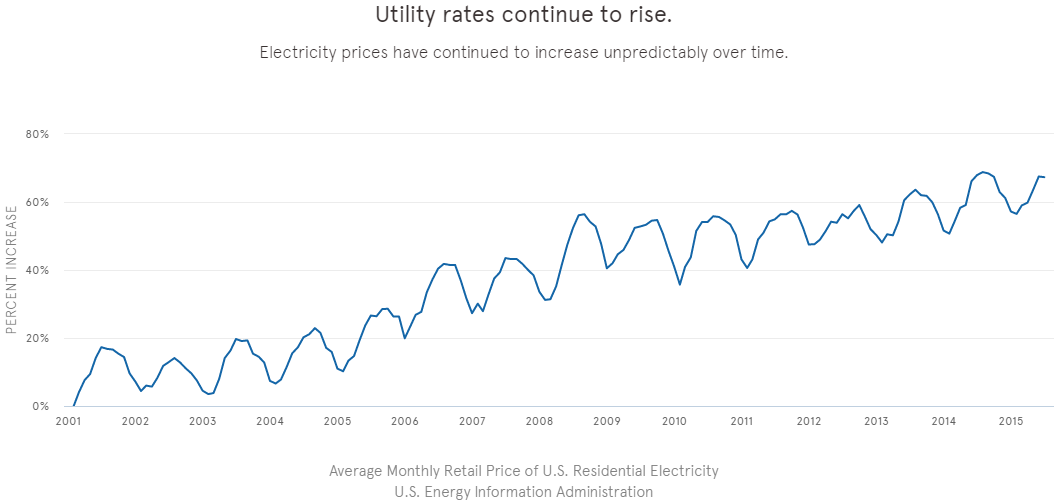 Utility rates continue to rise.
Electricity prices have continued to increase unpredictably over time.
PERCENT INCREASE
80%
60%
40%
20%
0%
2001 2002 2003 2004 2005 2006 2007 2008 2009 2010 2011 2012 2013 2014 2015
Average Monthly Retail Price of U.S. Residential Electricity
U.S. Energy Information Administration